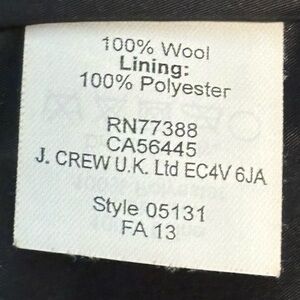 100% Wool
Lining:
100% Polyester
RN77388
CA56445
J. CREW U.K. Ltd EC4V 6JA
Style 05131
FA 13